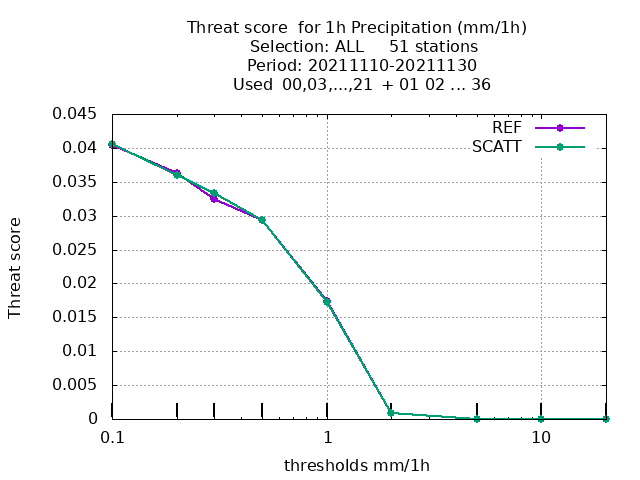 Threat score  for 1h Precipitation (mm/1h)
Selection: ALL     51 stations
Period: 20211110-20211130
Used  00,03,...,21  + 01 02 ... 36
REF
SCATT
0.045
0.04
0.035
0.03
0.025
0.02
0.015
0.01
0.005
0
Threat score
0.1
1
10
thresholds mm/1h